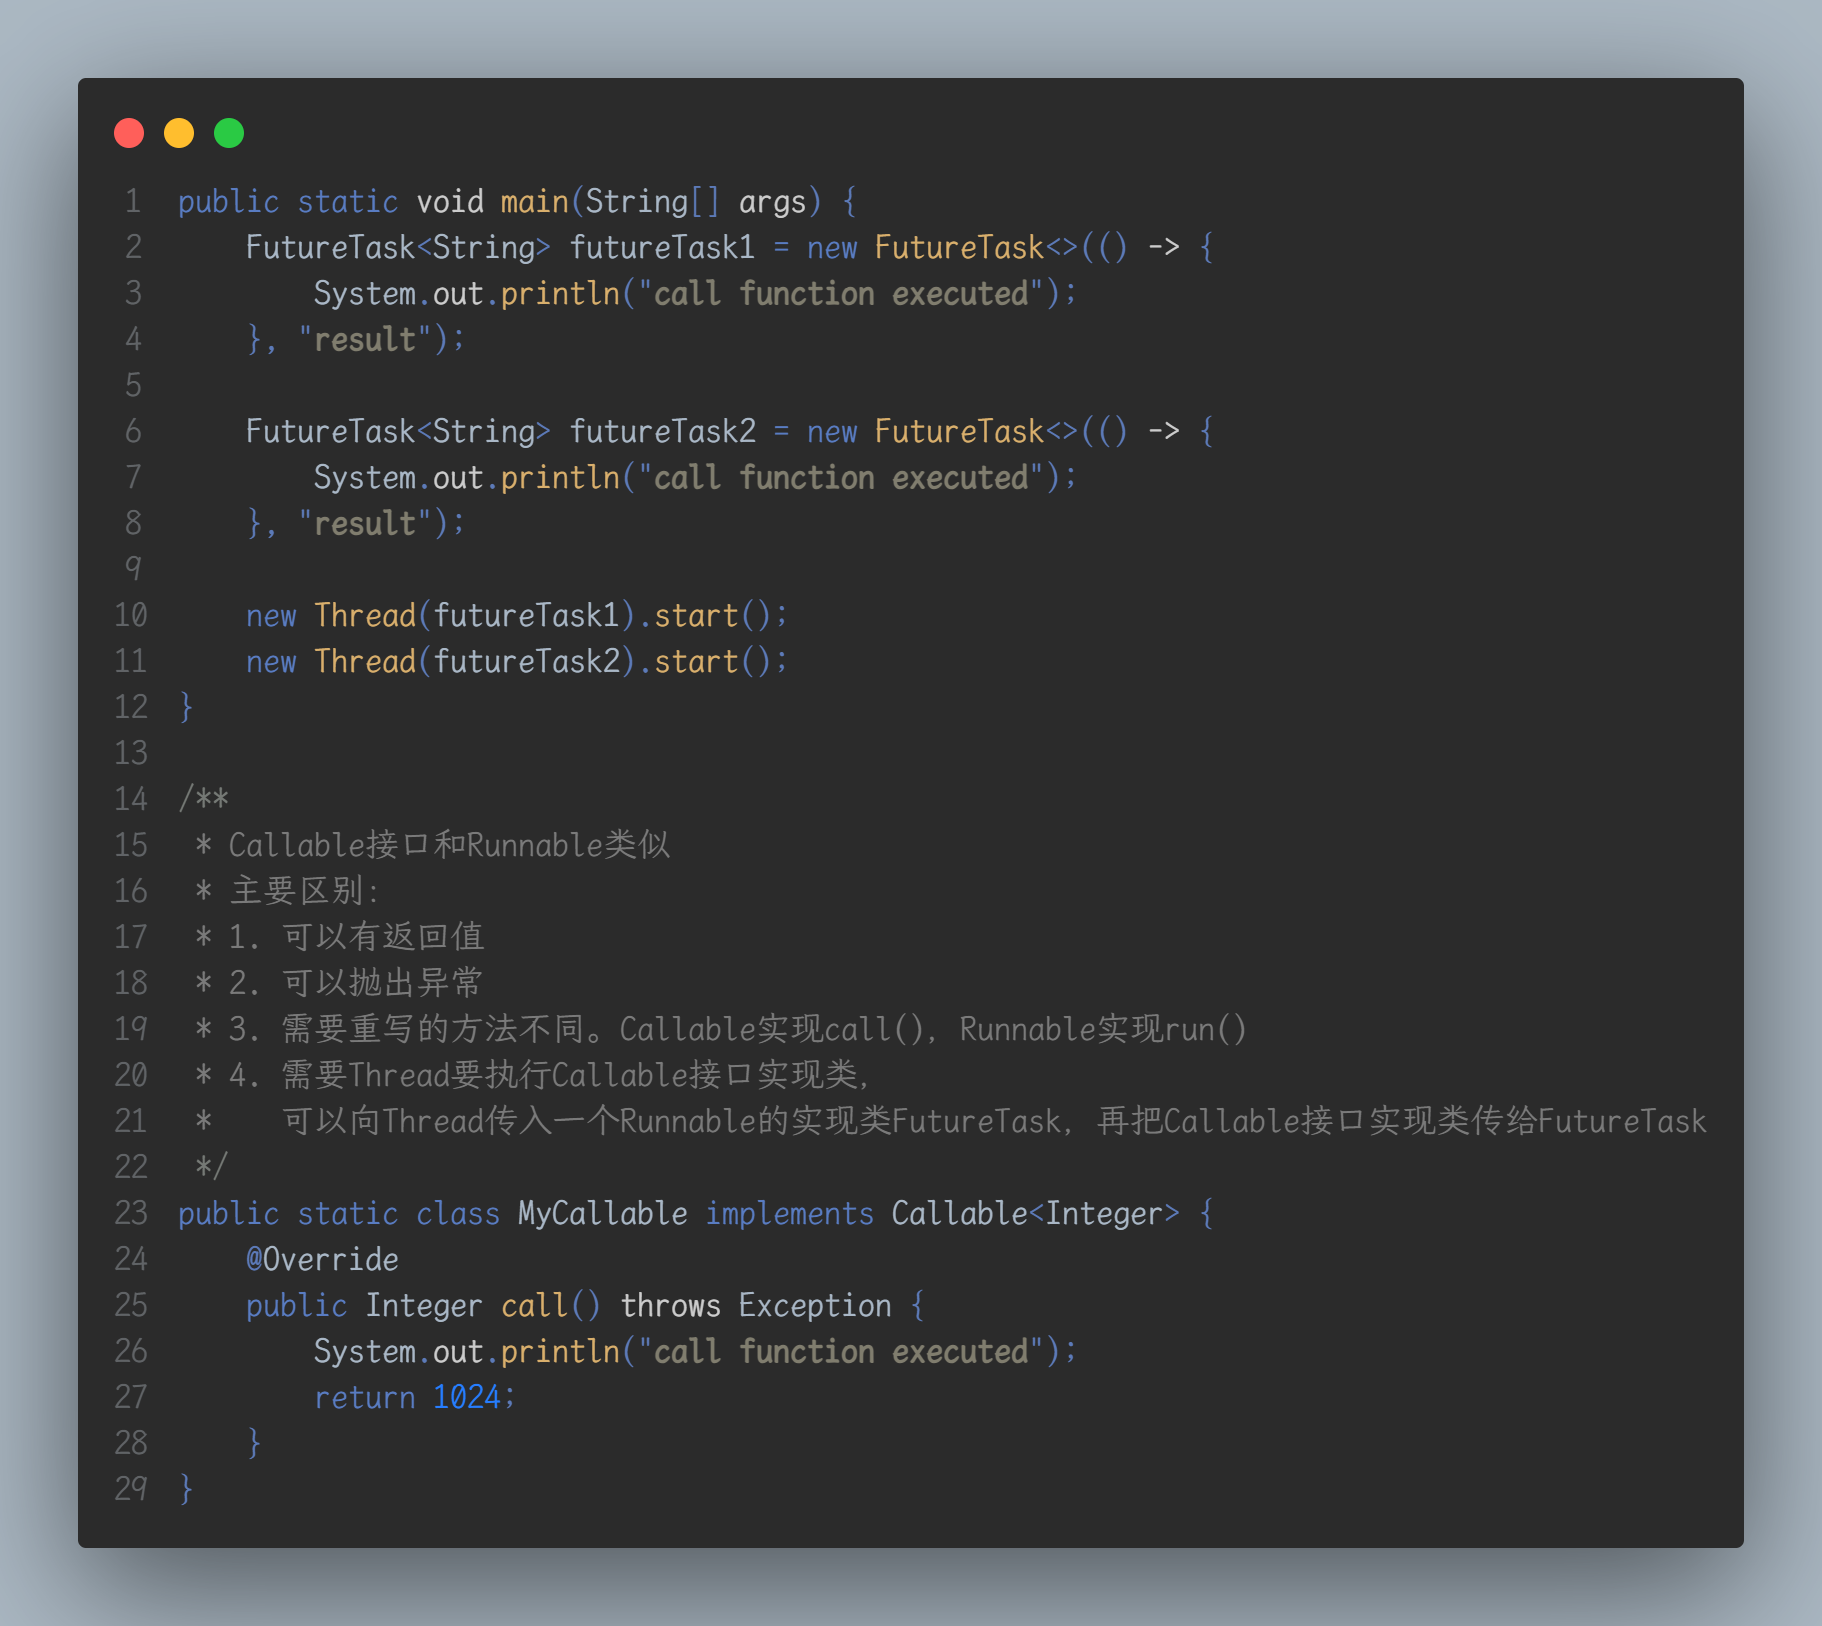 1 public static void main(String[] args) {
2     FutureTask<String> futureTask1 = new FutureTask<>(() -> {
3         System.out.println("call function executed");
4     }, "result");
5
6     FutureTask<String> futureTask2 = new FutureTask<>(() -> {
7         System.out.println("call function executed");
8     }, "result");
9
10     new Thread(futureTask1).start();
11     new Thread(futureTask2).start();
12 }
13
14 /**
15  * Callable接口和Runnable类似
16  * 主要区别:
17  * 1. 可以有返回值
18  * 2. 可以抛出异常
19  * 3. 需要重写的方法不同。Callable实现call(), Runnable实现run()
20  * 4. 需要Thread要执行Callable接口实现类,
21  *    可以向Thread传入一个Runnable的实现类FutureTask, 再把Callable接口实现类传给FutureTask
22  */
23 public static class MyCallable implements Callable<Integer> {
24     @Override
25     public Integer call() throws Exception {
26         System.out.println("call function executed");
27         return 1024;
28     }
29 }